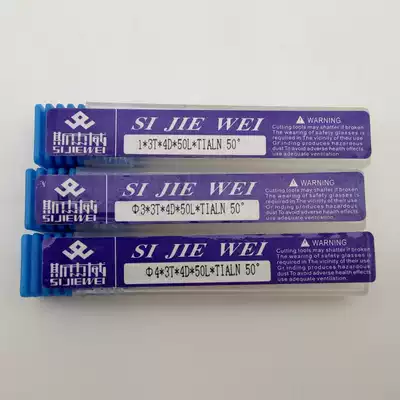 斯杰威
SIJIEWEI
SI JIE WEI
1*3T*4D*50L*TIALN 50°
⚠ WARNING
Cutting tools may shatter if broken.
The wearing of safety glasses is
required in The vicinity of their use
Grinding produces hazardous
dust To avoid adverse health effects
use adequate ventilation.
斯杰威
SIJIEWEI
SI JIE WEI
Φ3*3T*4D*50L*TIALN 50°
⚠ WARNING
Cutting tools may shatter if broken.
The wearing of safety glasses is
required in The vicinity of their use
Grinding produces hazardous
dust To avoid adverse health effects
use adequate ventilation.
斯杰威
SIJIEWEI
SI JIE WEI
Φ4*3T*4D*50L*TIALN 50°
⚠ WARNING
Cutting tools may shatter if broken.
The wearing of safety glasses is
required in The vicinity of their use
Grinding produces hazardous
dust To avoid adverse health effects
use adequate ventilation.